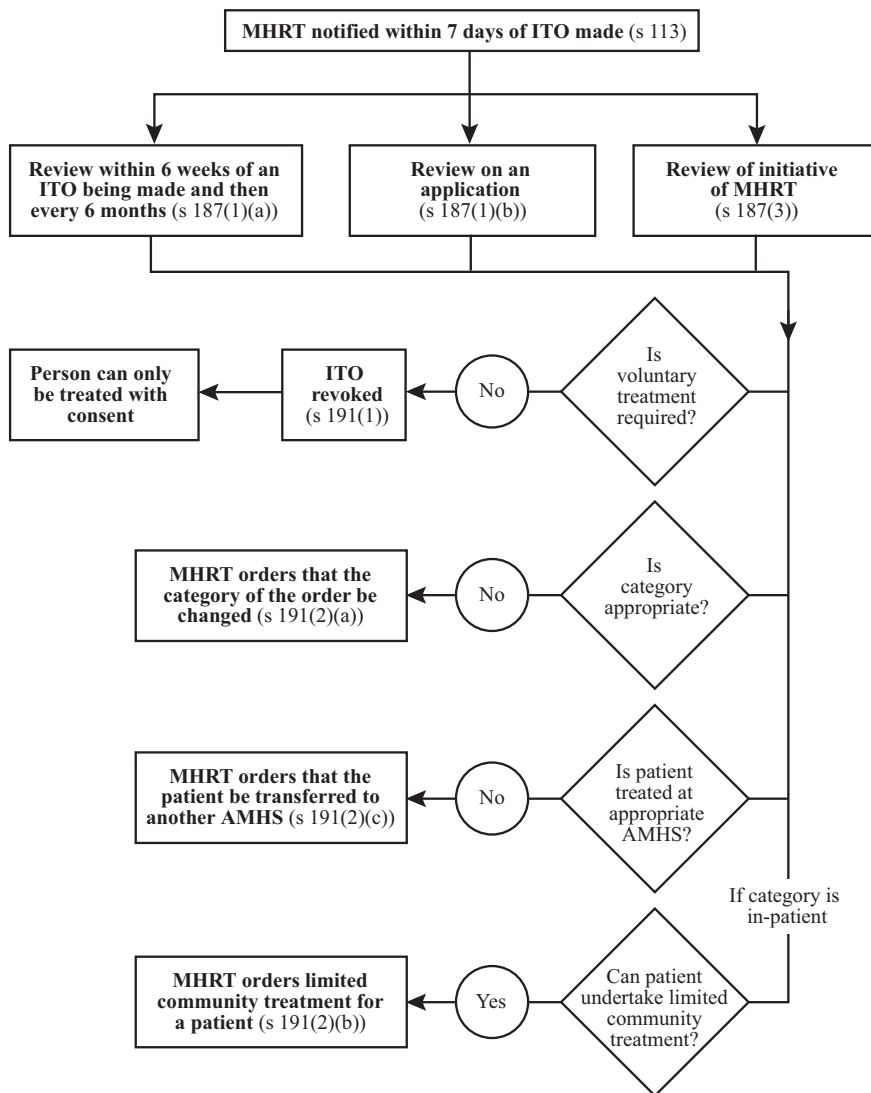 MHRT notified within 7 days of ITO made (s 113)
Review within 6 weeks of an
ITO being made and then
every 6 months (s 187(1)(a))
Review on an
application
(s 187(1)(b))
Review of initiative
of MHRT
(s 187(3))
Person can only
be treated with
consent
ITO
revoked
(s 191(1))
No
Is
voluntary
treatment
required?
MHRT orders that the
category of the order be
changed (s 191(2)(a))
No
Is
category
appropriate?
MHRT orders that the
patient be transferred to
another AMHS (s 191(2)(c))
No
Is patient
treated at
appropriate
AMHS?
If category is
in-patient
MHRT orders limited
community treatment for
a patient (s 191(2)(b))
Yes
Can patient
undertake limited
community
treatment?